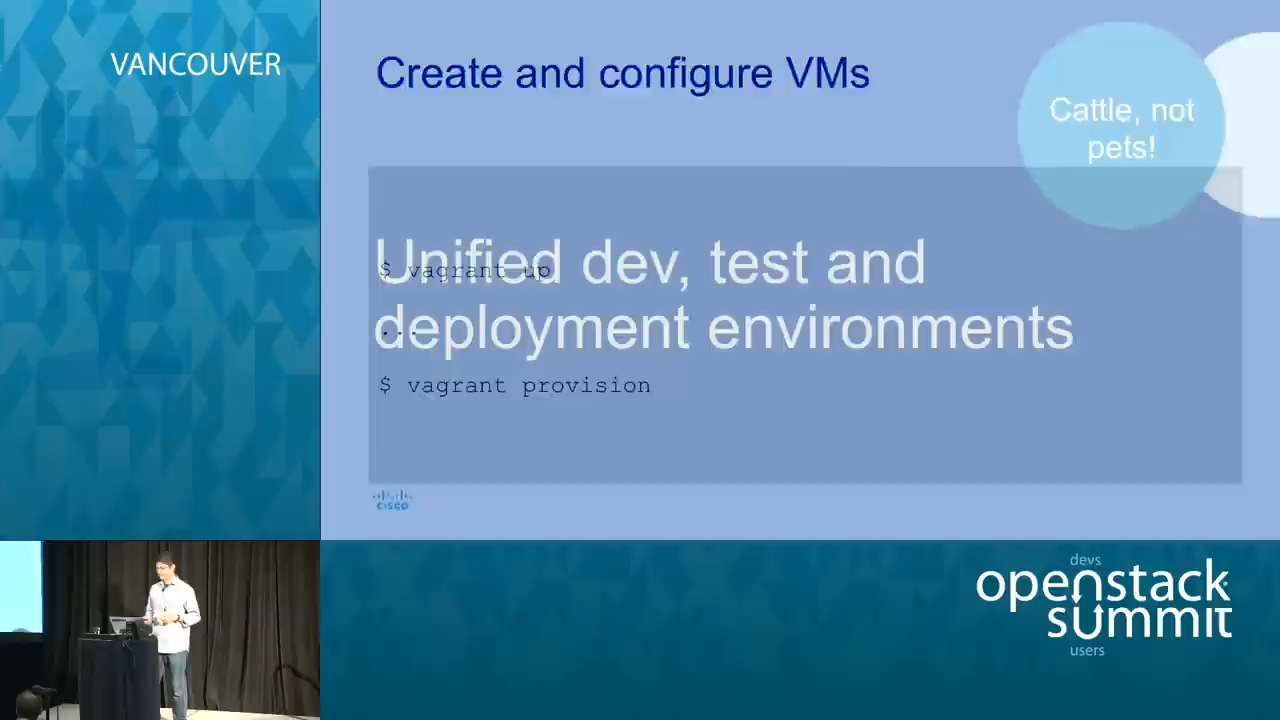 VANCOUVER
Create and configure VMs
Cattle, not
pets!
Unified dev, test and
deployment environments
$ vagrant up
...
$ vagrant provision
cisco
devs
openstack
summit
users